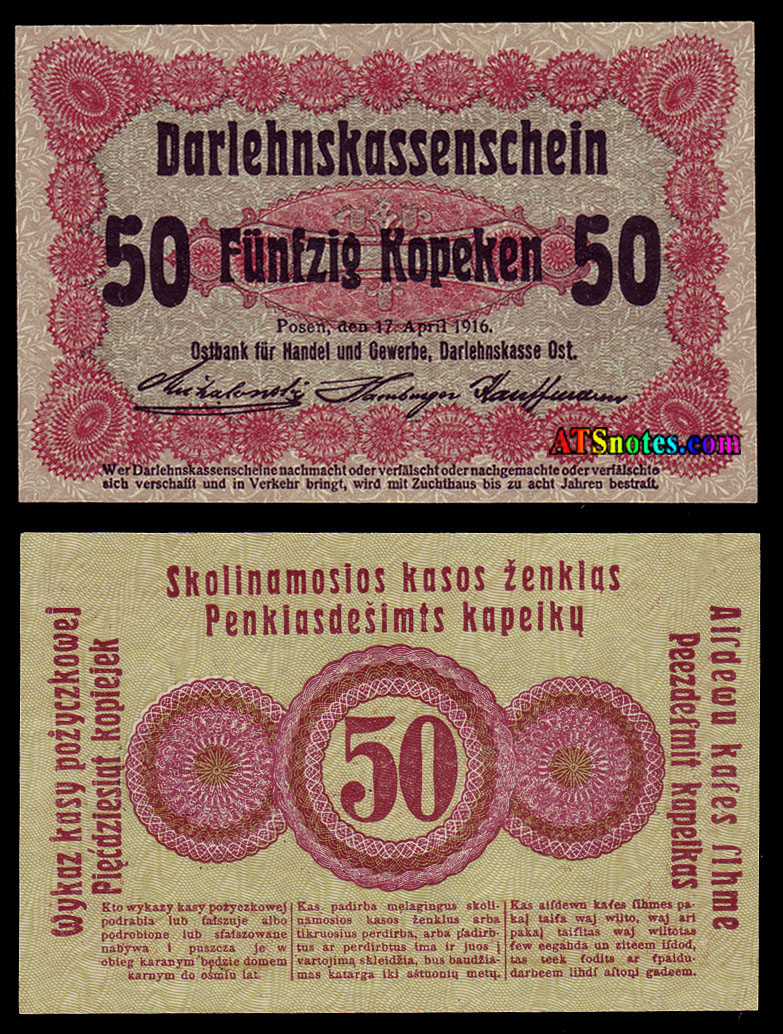 Darlehnskassenschein
50 Fünfzig Kopeken 50
Posen, den 17. April 1916.
Ostbank für Handel und Gewerbe, Darlehnskasse Ost.
Hamburger Kauffmann
ATSnotes.com
Wer Darlehnskassenscheine nachmacht oder verfälscht oder nachgemachte oder verfälschte
sich verschafft und in Verkehr bringt, wird mit Zuchthaus bis zu acht Jahren bestraft.
Skolinamosios kasos ženklas
Penkiasdešimts kapeikų
Wykaz kasy pożyczkowej
Pięćdziesiąt kopiejek
Aisdewu kases sihme
Peezdesmit kapeikas
50
Kto wykazy kasy pożyczkowej
podrabia lub fałszuje albo
podrobione lub sfałszowane
nabywa i puszcza je w
obieg karanym będzie domem
karnym do ośmiu lat.
Kas padirba melagingus skoli-
namosios kasos ženklus arba
tikruosius perdirba, arba padirb-
tus ar perdirbtus ima ir juos į
vartojimą skleidžia, bus baudžia-
mas katorga iki aštuonių metų.
Kas aisdewu kases sihmes pa-
kaļ taisa waj wilto, waj ari
pakaļ taisitas waj wiltotas
sew eegahda un ziteem isdod,
tas teek sodits ar spaidu-
darbeem lihds astoņi gadeem.